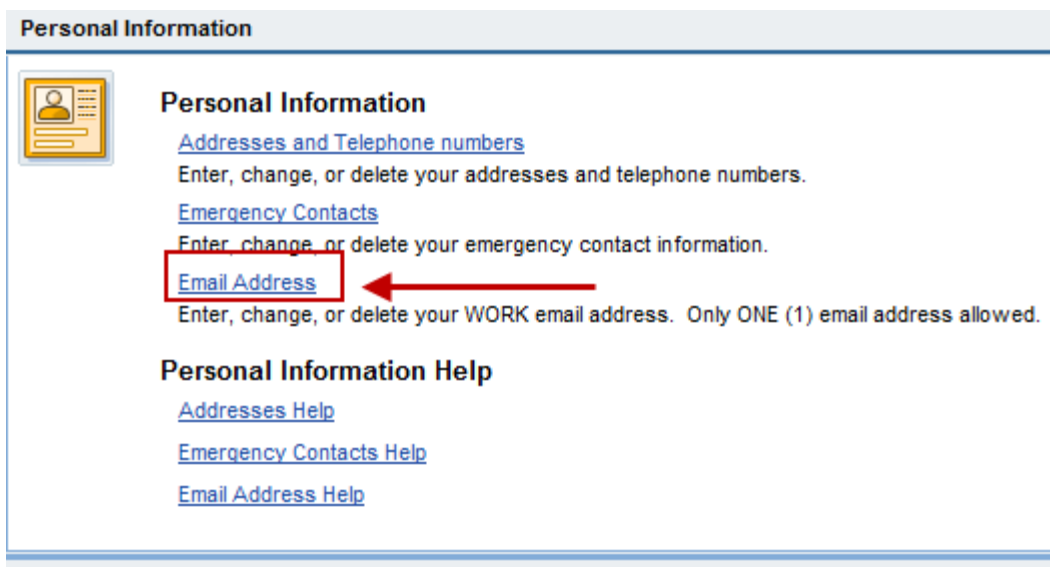 Personal Information
Personal Information
Addresses and Telephone numbers
Enter, change, or delete your addresses and telephone numbers.
Emergency Contacts
Enter, change, or delete your emergency contact information.
Email Address
Enter, change, or delete your WORK email address. Only ONE (1) email address allowed.
Personal Information Help
Addresses Help
Emergency Contacts Help
Email Address Help